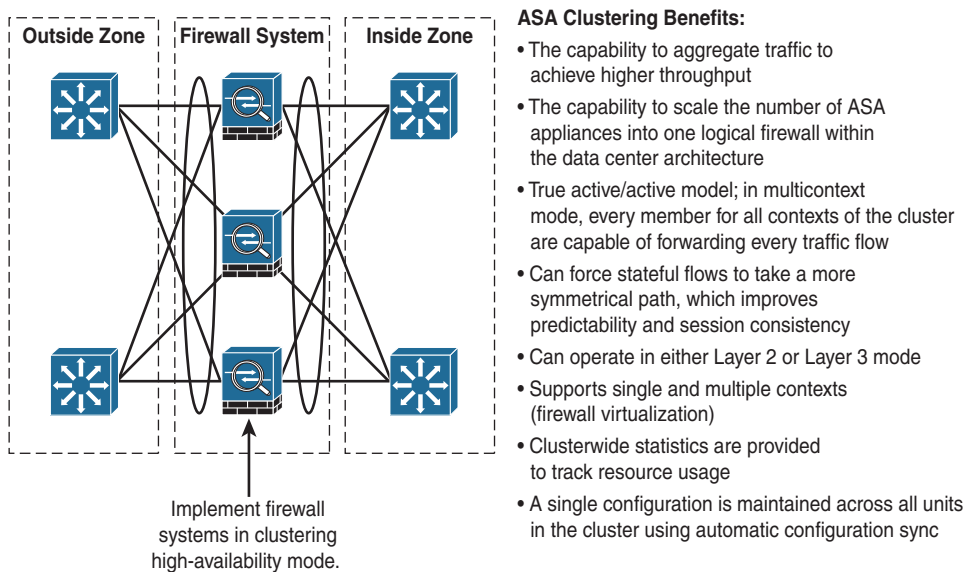 Outside Zone
Firewall System
Inside Zone
Implement firewall
systems in clustering
high-availability mode.
ASA Clustering Benefits:
• The capability to aggregate traffic to
achieve higher throughput
• The capability to scale the number of ASA
appliances into one logical firewall within
the data center architecture
• True active/active model; in multicontext
mode, every member for all contexts of the cluster
are capable of forwarding every traffic flow
• Can force stateful flows to take a more
symmetrical path, which improves
predictability and session consistency
• Can operate in either Layer 2 or Layer 3 mode
• Supports single and multiple contexts
(firewall virtualization)
• Clusterwide statistics are provided
to track resource usage
• A single configuration is maintained across all units
in the cluster using automatic configuration sync